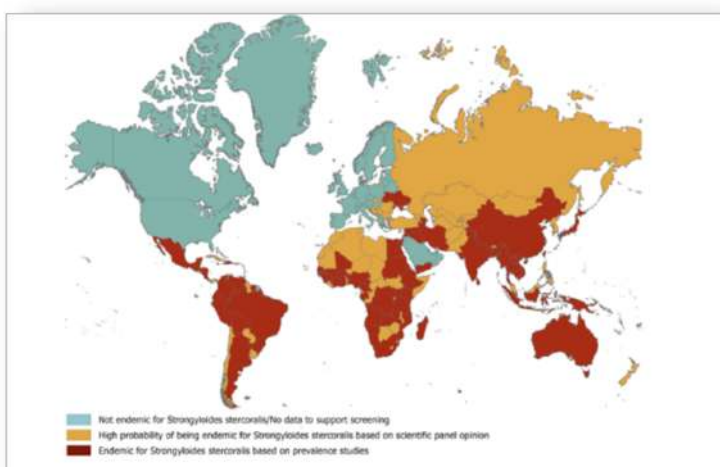 Not endemic for Strongyloides stercoralis/No data to support screening
High probability of being endemic for Strongyloides stercoralis based on scientific panel opinion
Endemic for Strongyloides stercoralis based on prevalence studies